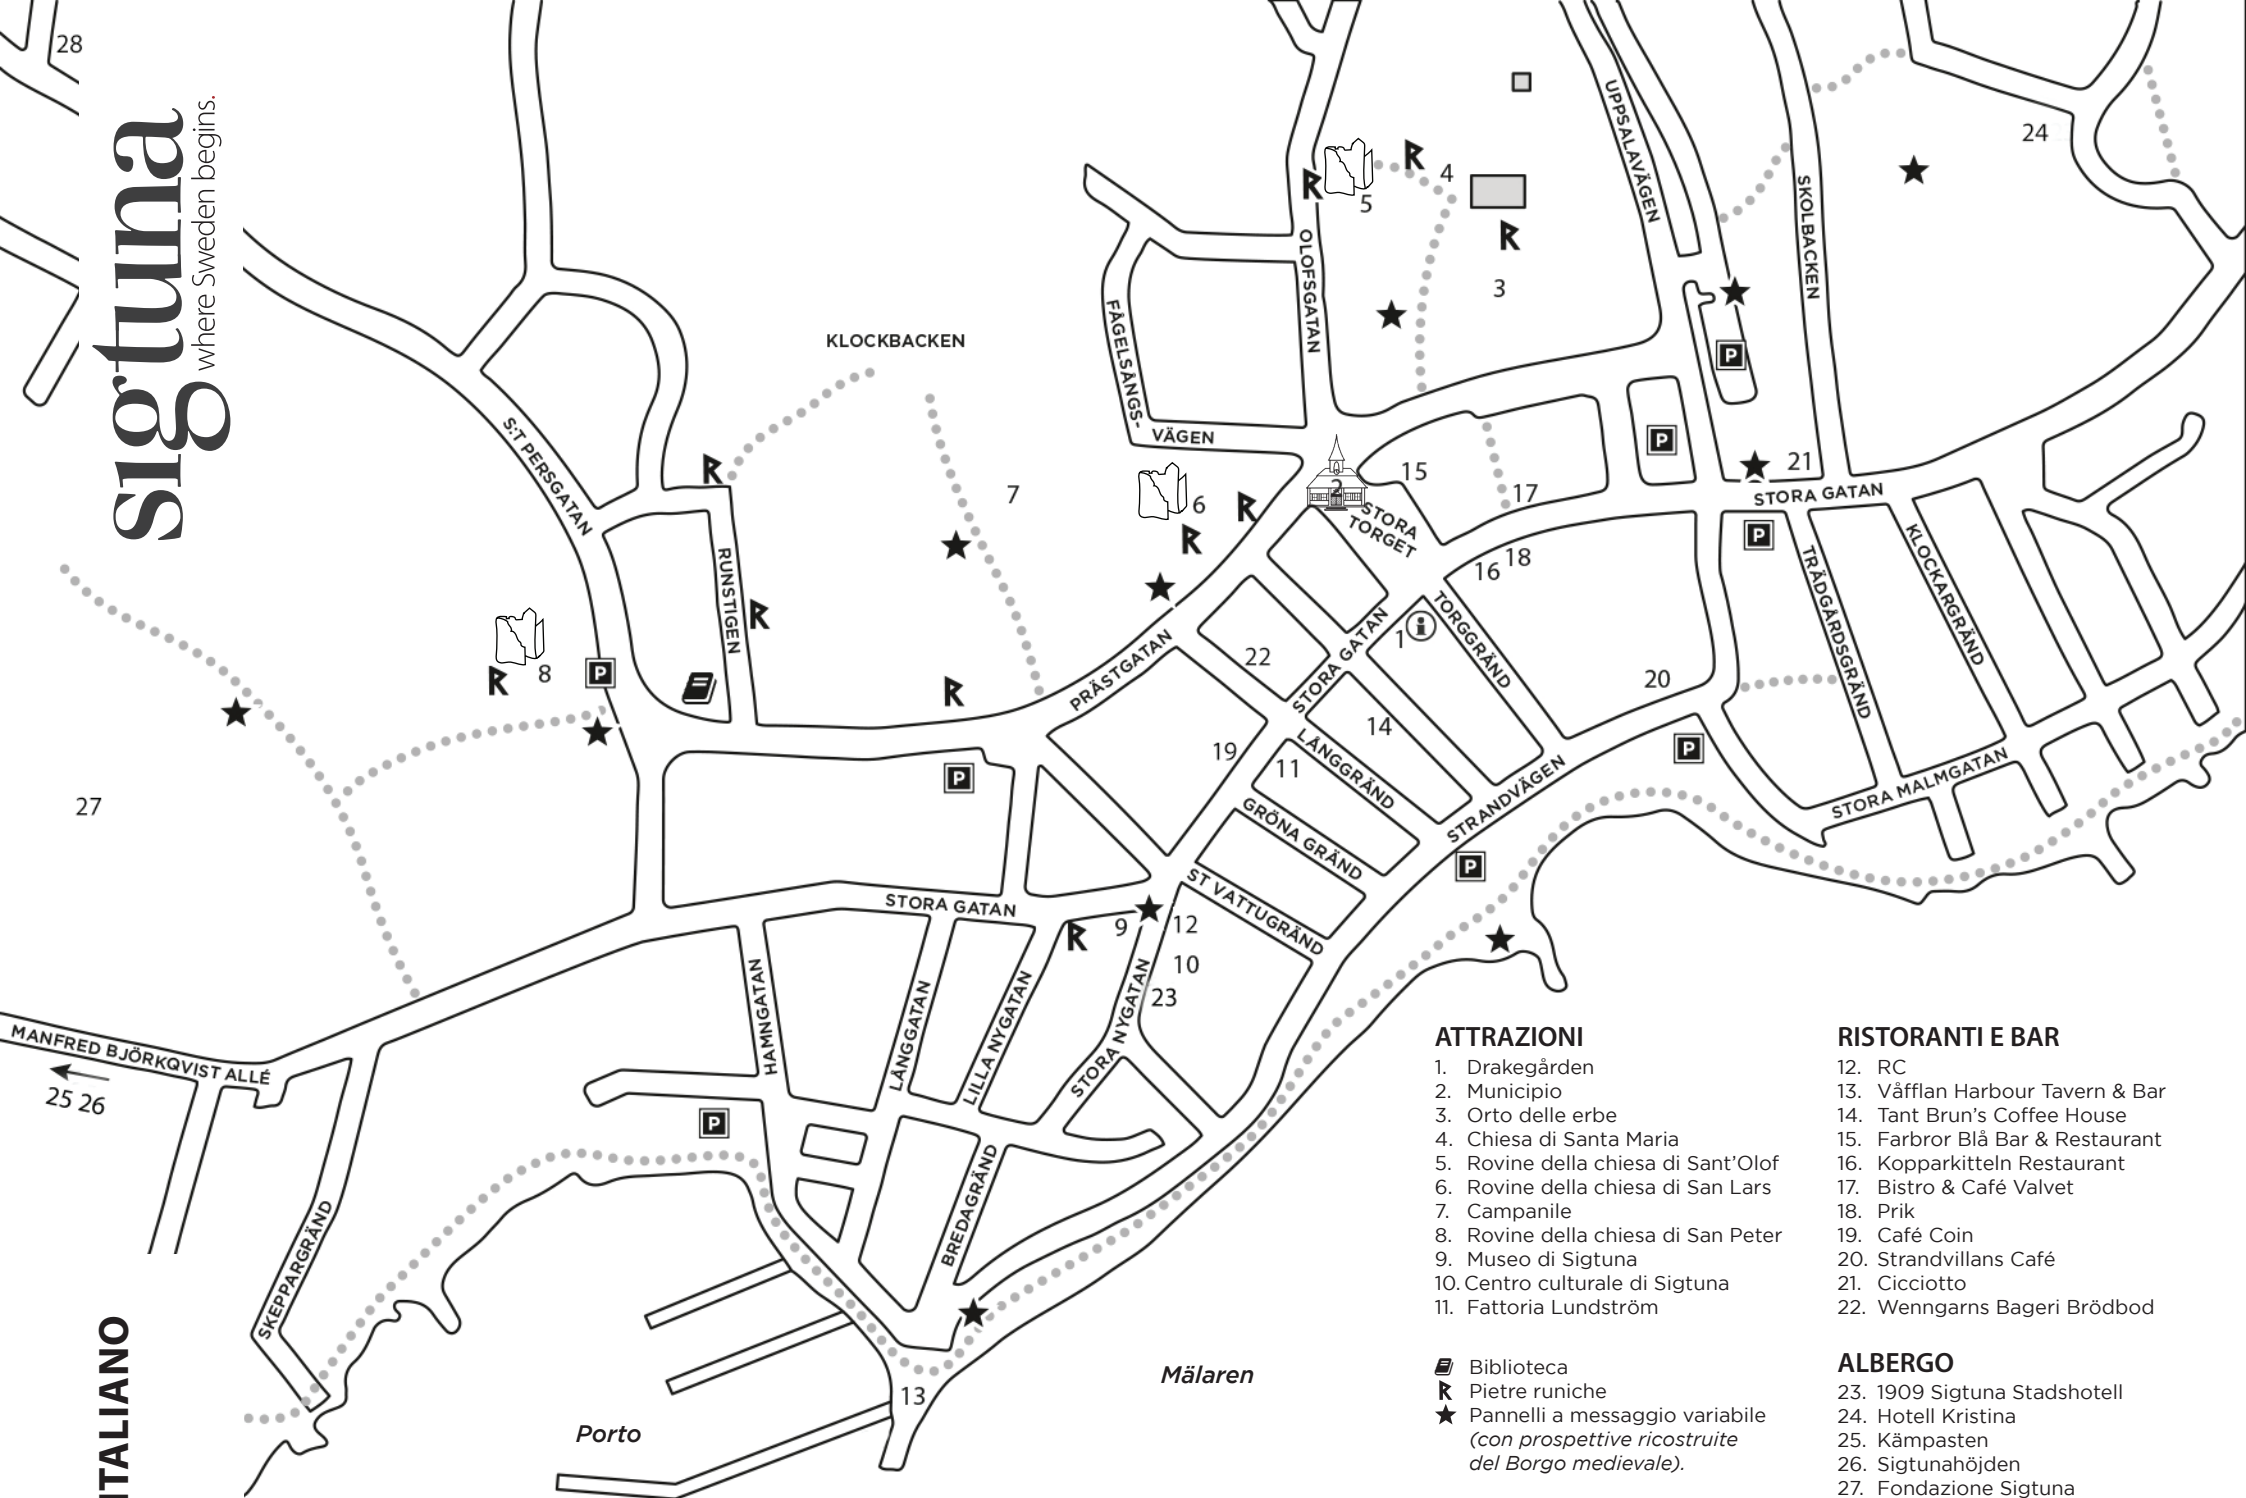 28
sigtuna
where Sweden begins.
ITALIANO
24
UPPSALAVÄGEN
SKOLBACKEN
4
5
3
OLOFSGATAN
FÅGELSÅNGS-
VÄGEN
KLOCKBACKEN
S:T PERSGATAN
RUNSTIGEN
7
6
2
15
17
21
P
P
STORA
TORGET
STORA GATAN
P
16
18
TRÄDGÅRDSGRÄND
KLOCKARGRÄND
8
P
PRÄSTGATAN
22
STORA GATAN
1
TORGGRÄND
20
14
19
11
LÅNGGRÄND
P
P
STRANDVÄGEN
STORA MALMGATAN
27
GRÖNA GRÄND
P
STORA GATAN
ST VATTUGRÄND
9
12
10
23
HAMNGATAN
LÅNGGATAN
LILLA NYGATAN
STORA NYGATAN
MANFRED BJÖRKQVIST ALLÉ
25 26
P
BREDAGRÄND
SKEPPARGRÄND
13
Mälaren
Porto
ATTRAZIONI
1. Drakegården
2. Municipio
3. Orto delle erbe
4. Chiesa di Santa Maria
5. Rovine della chiesa di Sant'Olof
6. Rovine della chiesa di San Lars
7. Campanile
8. Rovine della chiesa di San Peter
9. Museo di Sigtuna
10. Centro culturale di Sigtuna
11. Fattoria Lundström
Biblioteca
Pietre runiche
Pannelli a messaggio variabile
(con prospettive ricostruite
del Borgo medievale).
RISTORANTI E BAR
12. RC
13. Våfflan Harbour Tavern & Bar
14. Tant Brun's Coffee House
15. Farbror Blå Bar & Restaurant
16. Kopparkitteln Restaurant
17. Bistro & Café Valvet
18. Prik
19. Café Coin
20. Strandvillans Café
21. Cicciotto
22. Wenngarns Bageri Brödbod
ALBERGO
23. 1909 Sigtuna Stadshotell
24. Hotell Kristina
25. Kämpasten
26. Sigtunahöjden
27. Fondazione Sigtuna